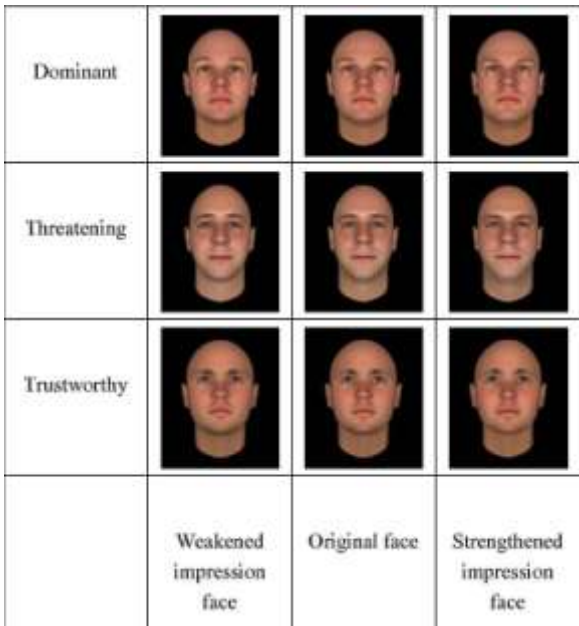 Dominant
Threatening
Trustworthy
Weakened
impression
face
Original face
Strengthened
impression
face